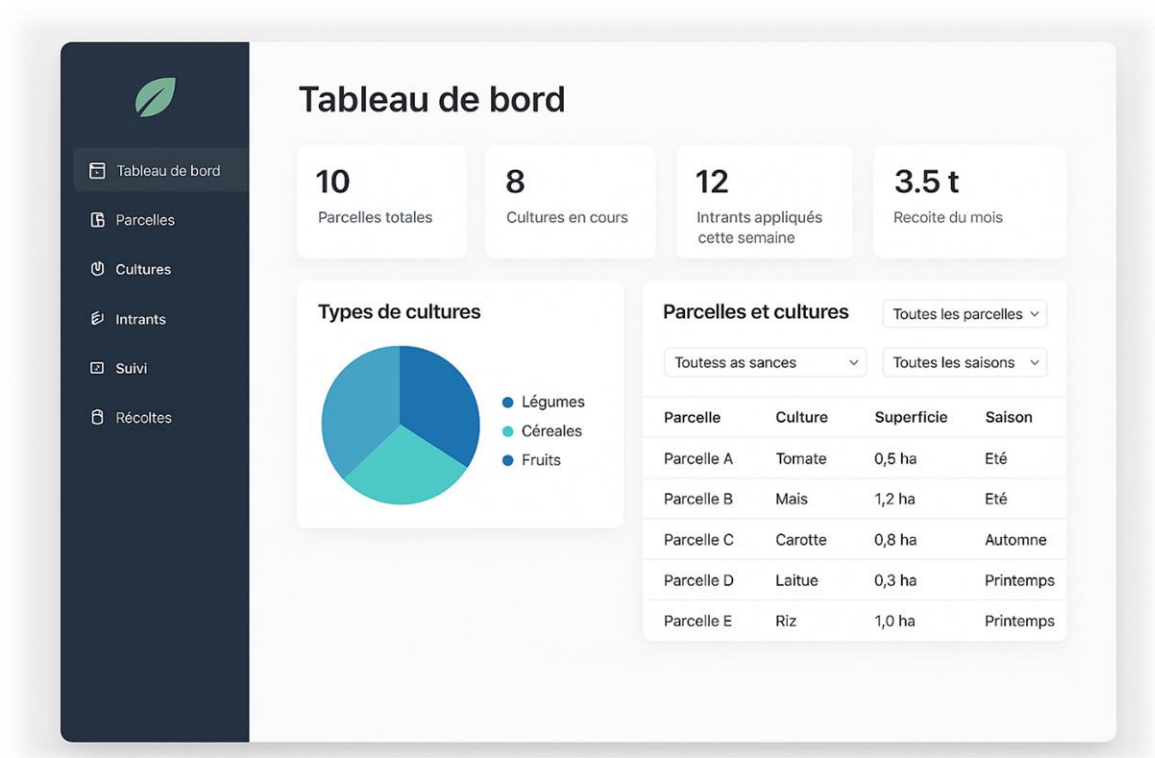 Tableau de bord
Parcelles
Cultures
Intrants
Suivi
Récoltes
Tableau de bord
10
Parcelles totales
8
Cultures en cours
12
Intrants appliqués
cette semaine
3.5 t
Recoite du mois
Types de cultures
Légumes
Céreales
Fruits
Parcelles et cultures
Toutes les parcelles
Toutess as sances
Toutes les saisons
Parcelle Culture Superficie Saison
Parcelle A Tomate 0,5 ha Eté
Parcelle B Mais 1,2 ha Eté
Parcelle C Carotte 0,8 ha Automne
Parcelle D Laitue 0,3 ha Printemps
Parcelle E Riz 1,0 ha Printemps